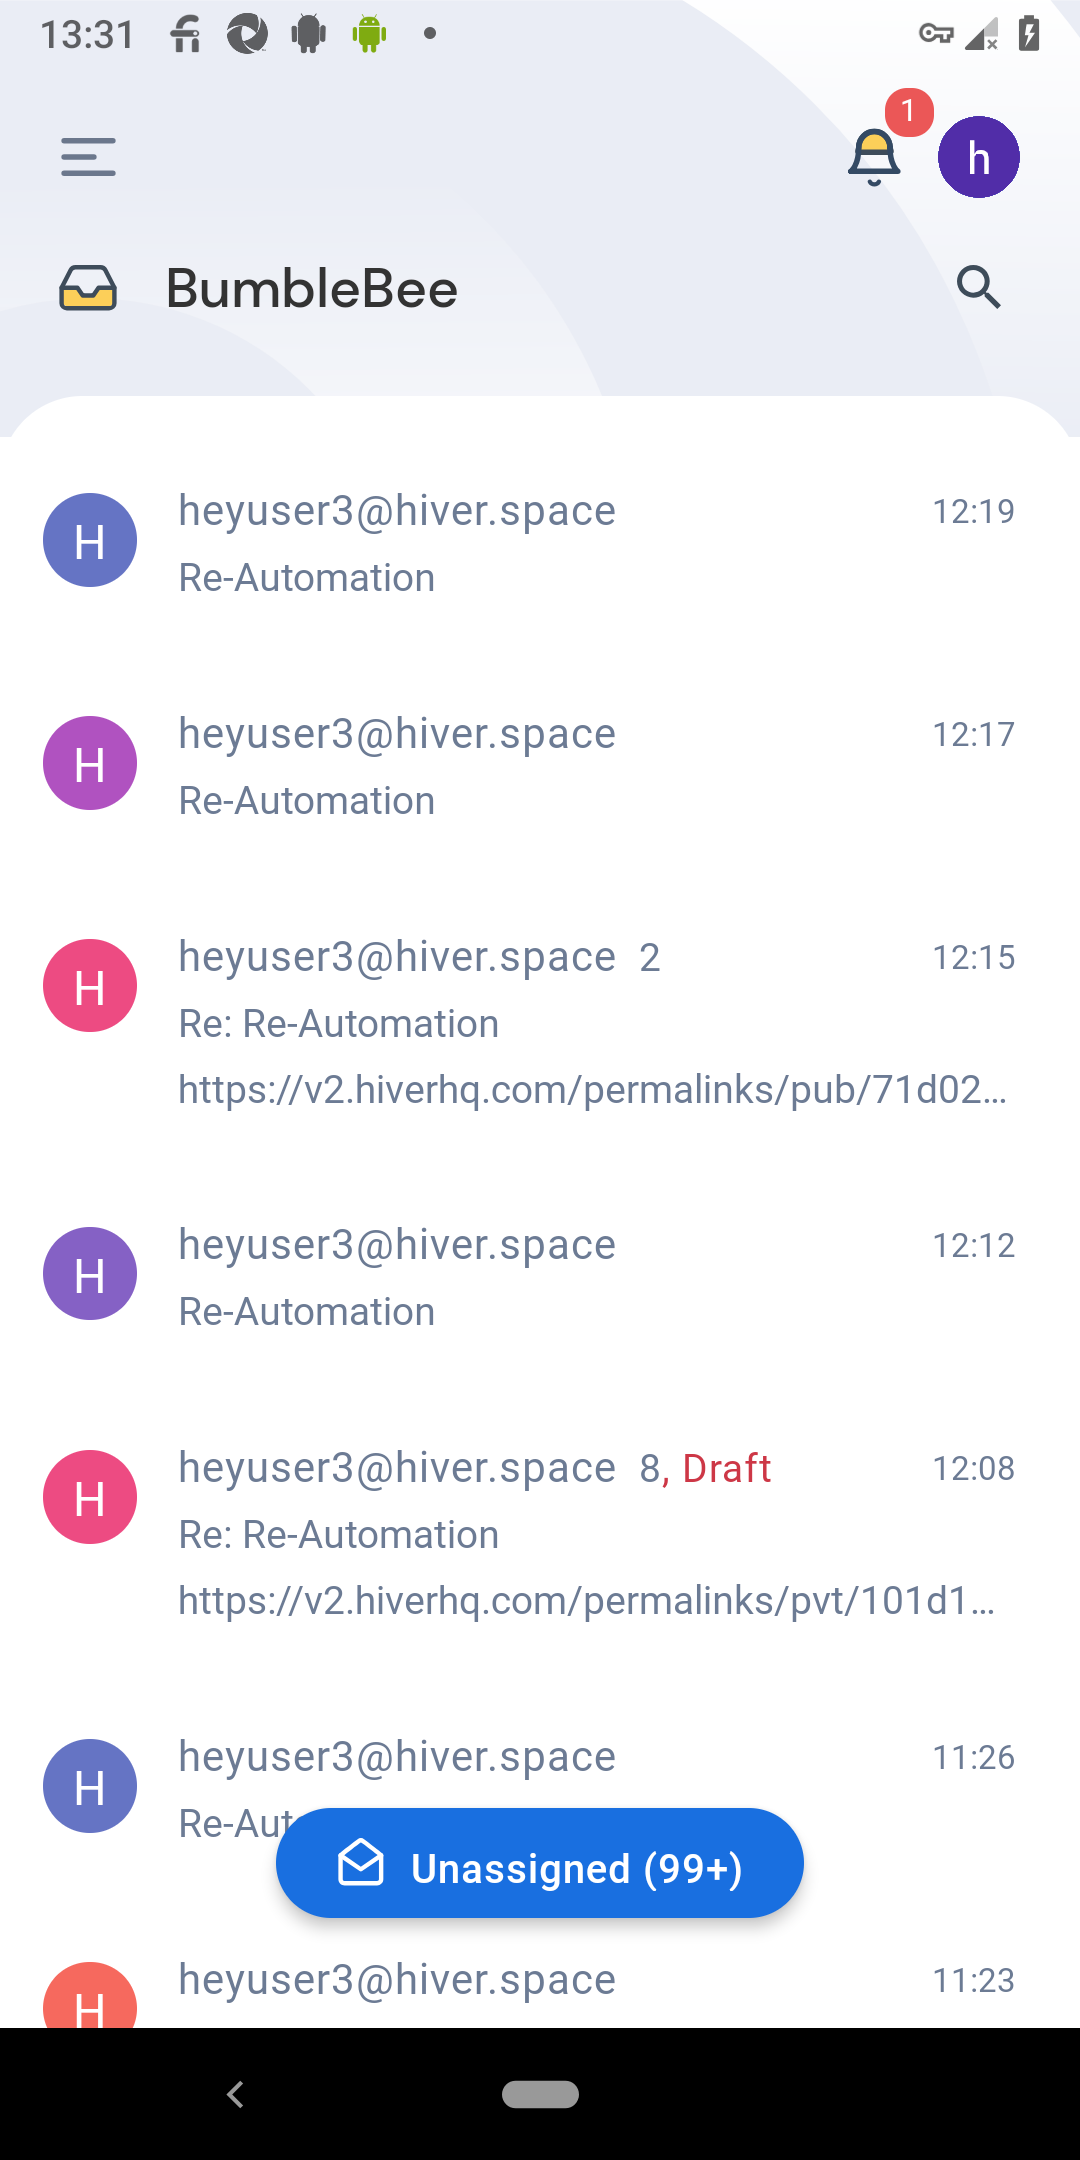 13:31
1
h
BumbleBee
H heyuser3@hiver.space 12:19
Re-Automation
H heyuser3@hiver.space 12:17
Re-Automation
H heyuser3@hiver.space 2 12:15
Re: Re-Automation
https://v2.hiverhq.com/permalinks/pub/71d02...
H heyuser3@hiver.space 12:12
Re-Automation
H heyuser3@hiver.space 8, Draft 12:08
Re: Re-Automation
https://v2.hiverhq.com/permalinks/pvt/101d1...
H heyuser3@hiver.space 11:26
Re-Aut
Unassigned (99+)
H heyuser3@hiver.space 11:23